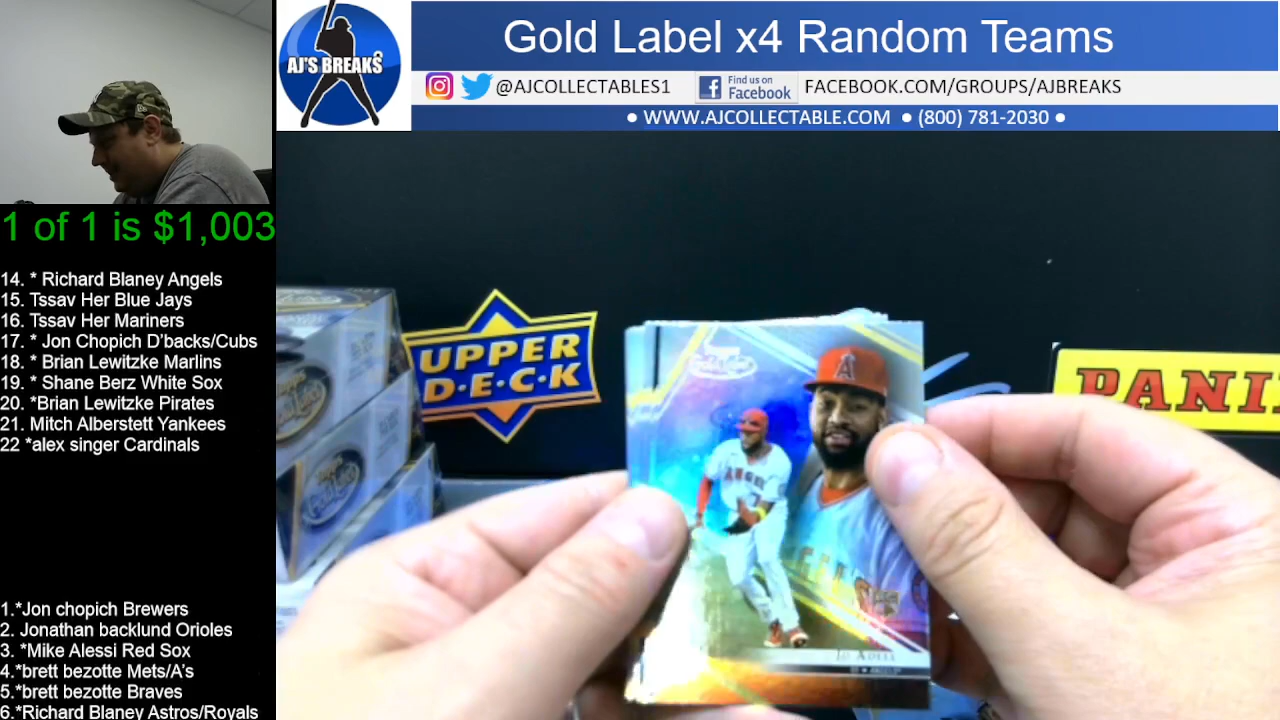 AJ'S BREAKS
Gold Label x4 Random Teams
@AJCOLLECTABLES1
Find us on
Facebook
FACEBOOK.COM/GROUPS/AJBREAKS
• WWW.AJCOLLECTABLE.COM • (800) 781-2030 •
1 of 1 is $1,003
14. * Richard Blaney Angels
15. Tssav Her Blue Jays
16. Tssav Her Mariners
17. * Jon Chopich D'backs/Cubs
18. * Brian Lewitzke Marlins
19. * Shane Berz White Sox
20. *Brian Lewitzke Pirates
21. Mitch Alberstett Yankees
22 *alex singer Cardinals
1.*Jon chopich Brewers
2. Jonathan backlund Orioles
3. *Mike Alessi Red Sox
4.*brett bezotte Mets/A's
5.*brett bezotte Braves
6.*Richard Blaney Astros/Royals
UPPER
D·E·C·K
PANI
A
ANGEL
Jo Adell